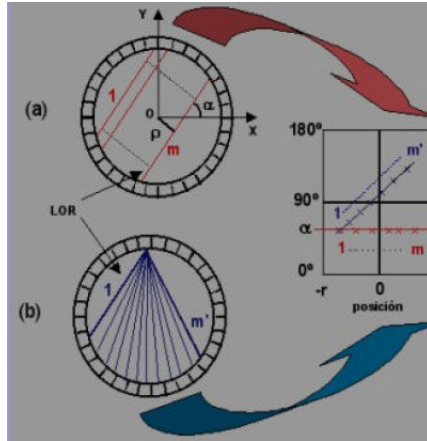 Y
(a)
1
α
O
X
ρ
m
LOR
180º
m'
1
90º
α
1
m
0º
-r
0
posición
1
(b)
m'